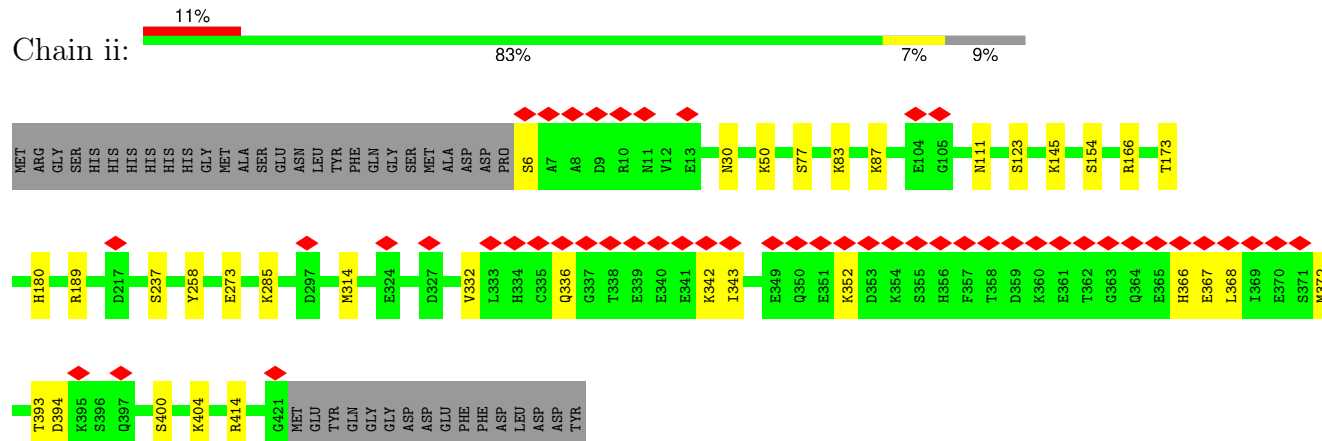 11%
Chain ii:
83% 7% 9%
MET ARG GLY SER HIS HIS HIS HIS HIS HIS GLY MET ALA SER GLU ASN LEU TYR PHE GLN GLY SER MET ALA ASP ASP PRO S6 A7 A8 D9 R10 N11 V12 E13 N30 K50 S77 K83 K87 E104 G105 N111 S123 K145 S154 R166 T173
H180 R189 D217 S237 Y258 E273 K285 D297 M314 E324 D327 V332 L333 H334 C335 Q336 G337 T338 E339 E340 E341 K342 I343 E349 Q350 E351 K352 D353 K354 S355 H356 F357 T358 D359 K360 E361 T362 G363 Q364 E365 H366 E367 L368 I369 E370 S371 M372
T393 D394 K395 S396 Q397 S400 K404 R414 G421 MET GLU TYR GLN GLY GLY ASP ASP GLU PHE PHE ASP LEU ASP ASP TYR